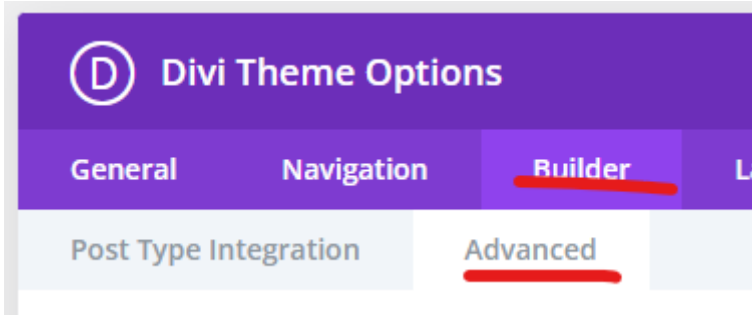 D Divi Theme Options
General Navigation Builder
Post Type Integration Advanced